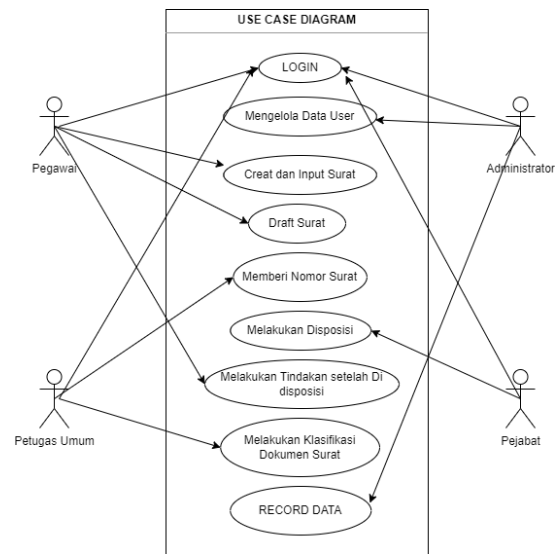 USE CASE DIAGRAM
LOGIN
Mengelola Data User
Pegawai
Administrator
Creat dan Input Surat
Draft Surat
Memberi Nomor Surat
Melakukan Disposisi
Melakukan Tindakan setelah Di
disposisi
Petugas Umum
Pejabat
Melakukan Klasifikasi
Dokumen Surat
RECORD DATA